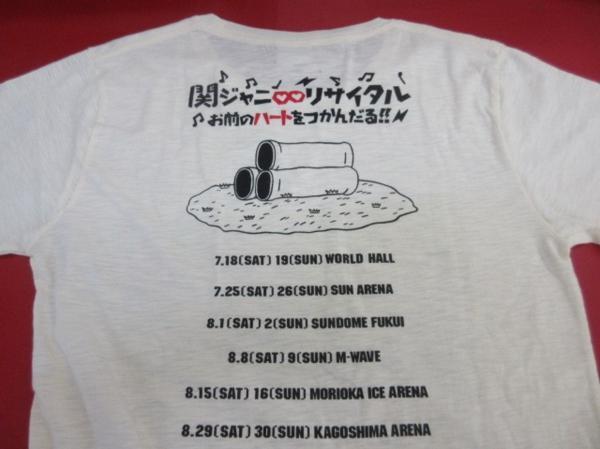 関ジャニ∞リサイタル
お前のハートをつかんだる!!
7.18(SAT) 19(SUN) WORLD HALL
7.25(SAT) 26(SUN) SUN ARENA
8.1(SAT) 2(SUN) SUNDOME FUKUI
8.8(SAT) 9(SUN) M-WAVE
8.15(SAT) 16(SUN) MORIOKA ICE ARENA
8.29(SAT) 30(SUN) KAGOSHIMA ARENA